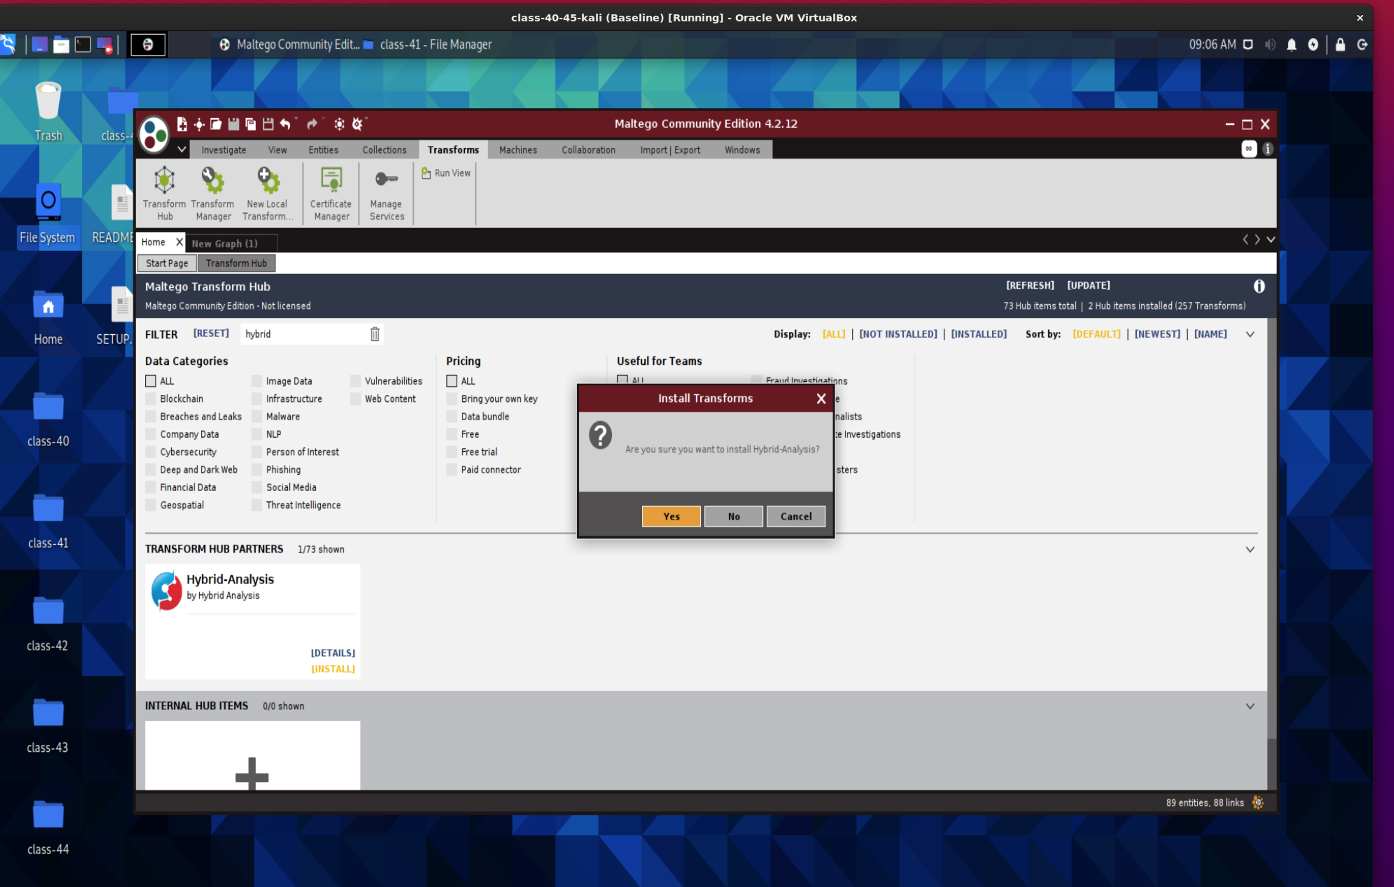 class-40-45-kali (Baseline) [Running] - Oracle VM VirtualBox
Maltego Community Edit... class-41 - File Manager
09:06 AM
Trash
File System
README
Home
SETUP.
class-40
class-41
class-42
class-43
class-44
Maltego Community Edition 4.2.12
Investigate View Entities Collections Transforms Machines Collaboration Import | Export Windows
Transform Hub
Transform Manager
New Local Transform...
Certificate Manager
Manage Services
Run View
Home X New Graph (1)
Start Page Transform Hub
Maltego Transform Hub [REFRESH] [UPDATE]
Maltego Community Edition - Not licensed 73 Hub items total | 2 Hub items installed (257 Transforms)
FILTER [RESET] hybrid Display: [ALL] | [NOT INSTALLED] | [INSTALLED] Sort by: [DEFAULT] | [NEWEST] | [NAME]
Data Categories
ALL Image Data Vulnerabilities
Blockchain Infrastructure Web Content
Breaches and Leaks Malware
Company Data NLP
Cybersecurity Person of Interest
Deep and Dark Web Phishing
Financial Data Social Media
Geospatial Threat Intelligence
Pricing
ALL
Bring your own key
Data bundle
Free
Free trial
Paid connector
Useful for Teams
ALL Fraud Investigations
nalists
te Investigations
sters
Install Transforms X
Are you sure you want to install Hybrid-Analysis?
Yes No Cancel
TRANSFORM HUB PARTNERS 1/73 shown
Hybrid-Analysis
by Hybrid Analysis
[DETAILS]
[INSTALL]
INTERNAL HUB ITEMS 0/0 shown
89 entities, 88 links